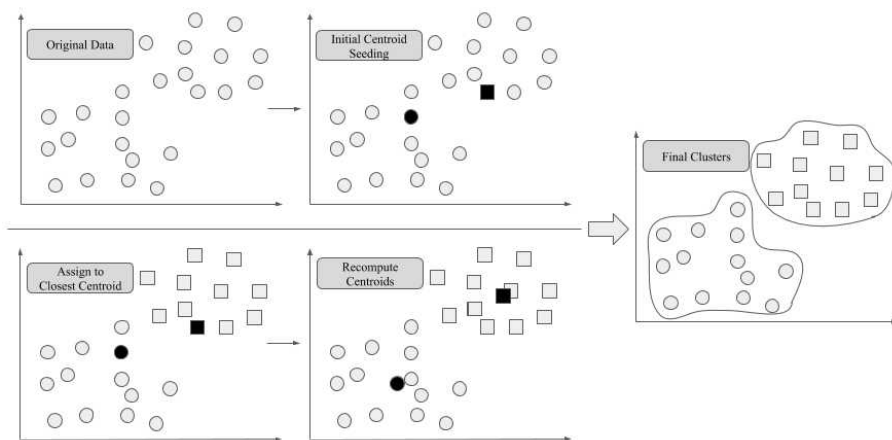 Original Data
Initial Centroid
Seeding
Final Clusters
Assign to
Closest Centroid
Recompute
Centroids